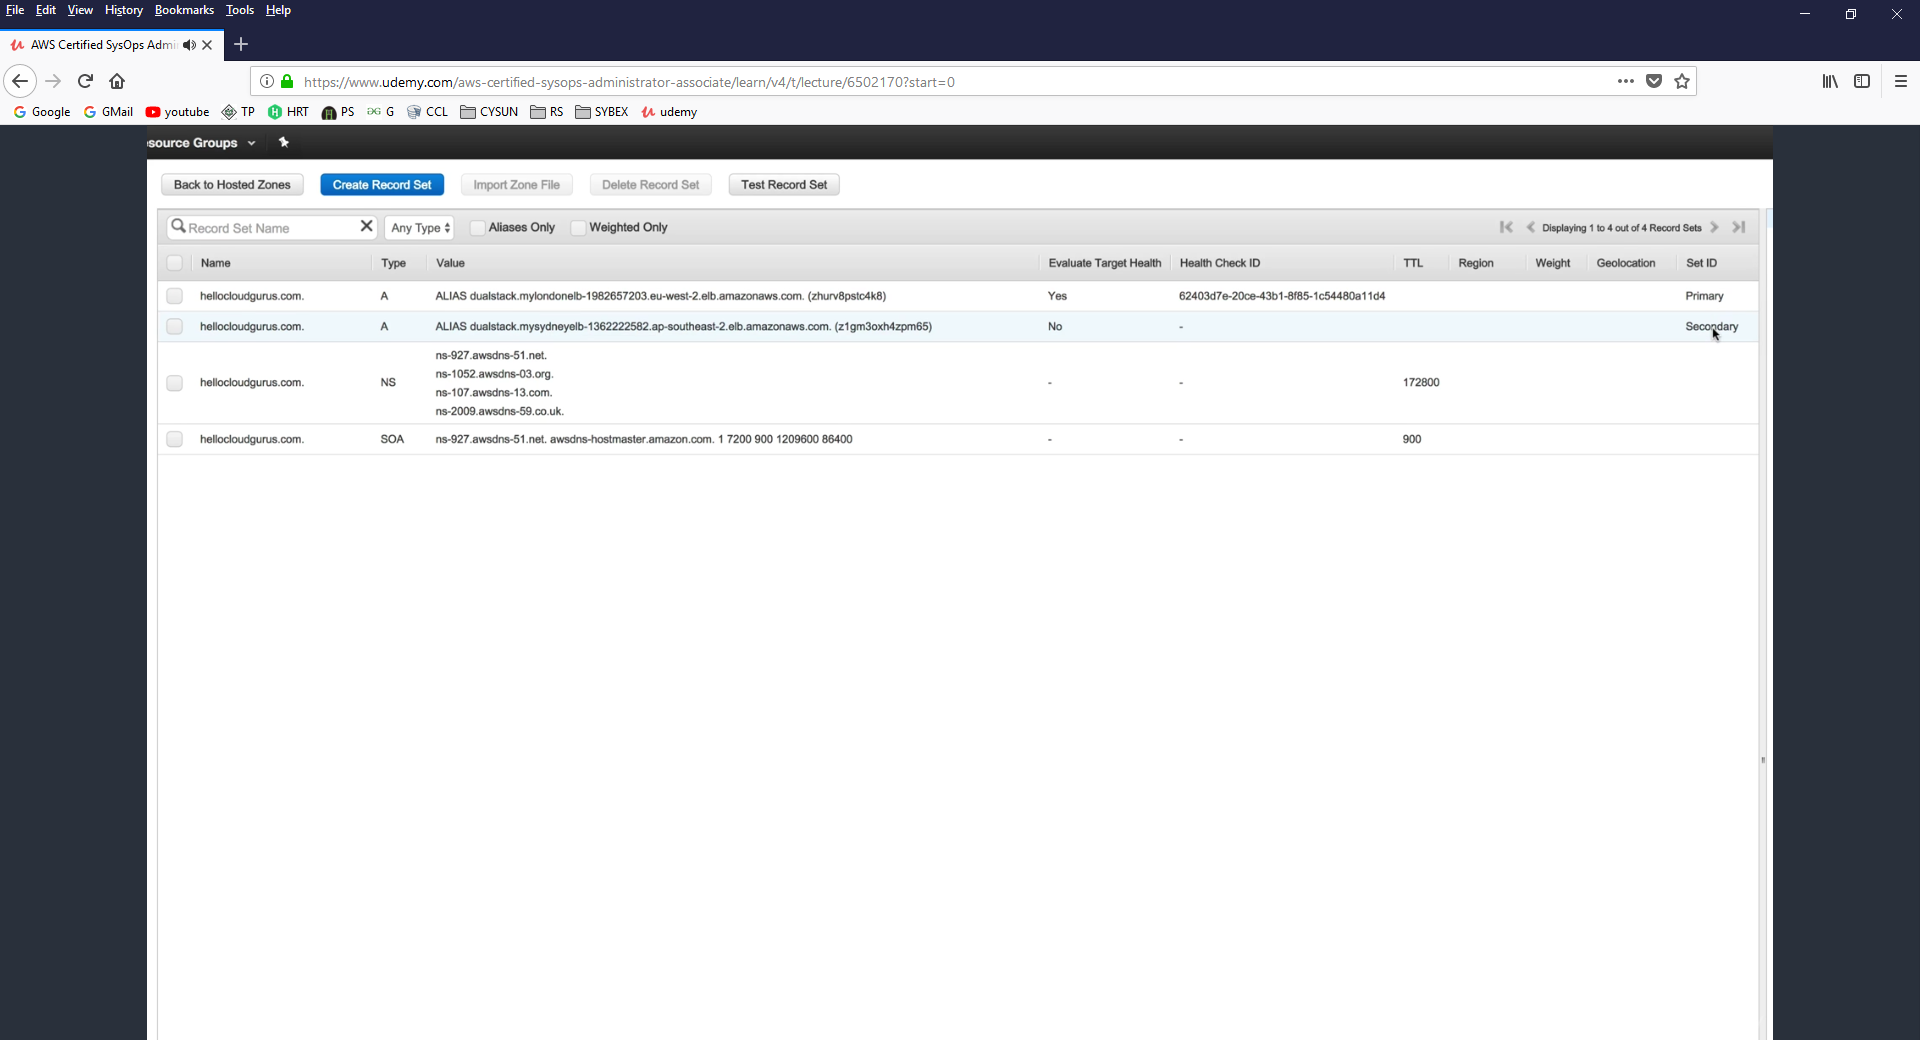 File Edit View History Bookmarks Tools Help
AWS Certified SysOps Admi
https://www.udemy.com/aws-certified-sysops-administrator-associate/learn/v4/t/lecture/6502170?start=0
Google GMail youtube TP HRT PS G CCL CYSUN RS SYBEX udemy
source Groups
Back to Hosted Zones Create Record Set Import Zone File Delete Record Set Test Record Set
Record Set Name Any Type Aliases Only Weighted Only Displaying 1 to 4 out of 4 Record Sets
Name Type Value Evaluate Target Health Health Check ID TTL Region Weight Geolocation Set ID
hellocloudgurus.com. A ALIAS dualstack.mylondonelb-1982657203.eu-west-2.elb.amazonaws.com. (zhurv8pstc4k8) Yes 62403d7e-20ce-43b1-8f85-1c54480a11d4 Primary
hellocloudgurus.com. A ALIAS dualstack.mysydneyelb-1362222582.ap-southeast-2.elb.amazonaws.com. (z1gm3oxh4zpm65) No - Secondary
ns-927.awsdns-51.net.
ns-1052.awsdns-03.org.
hellocloudgurus.com. NS - - 172800
ns-107.awsdns-13.com.
ns-2009.awsdns-59.co.uk.
hellocloudgurus.com. SOA ns-927.awsdns-51.net. awsdns-hostmaster.amazon.com. 1 7200 900 1209600 86400 - - 900